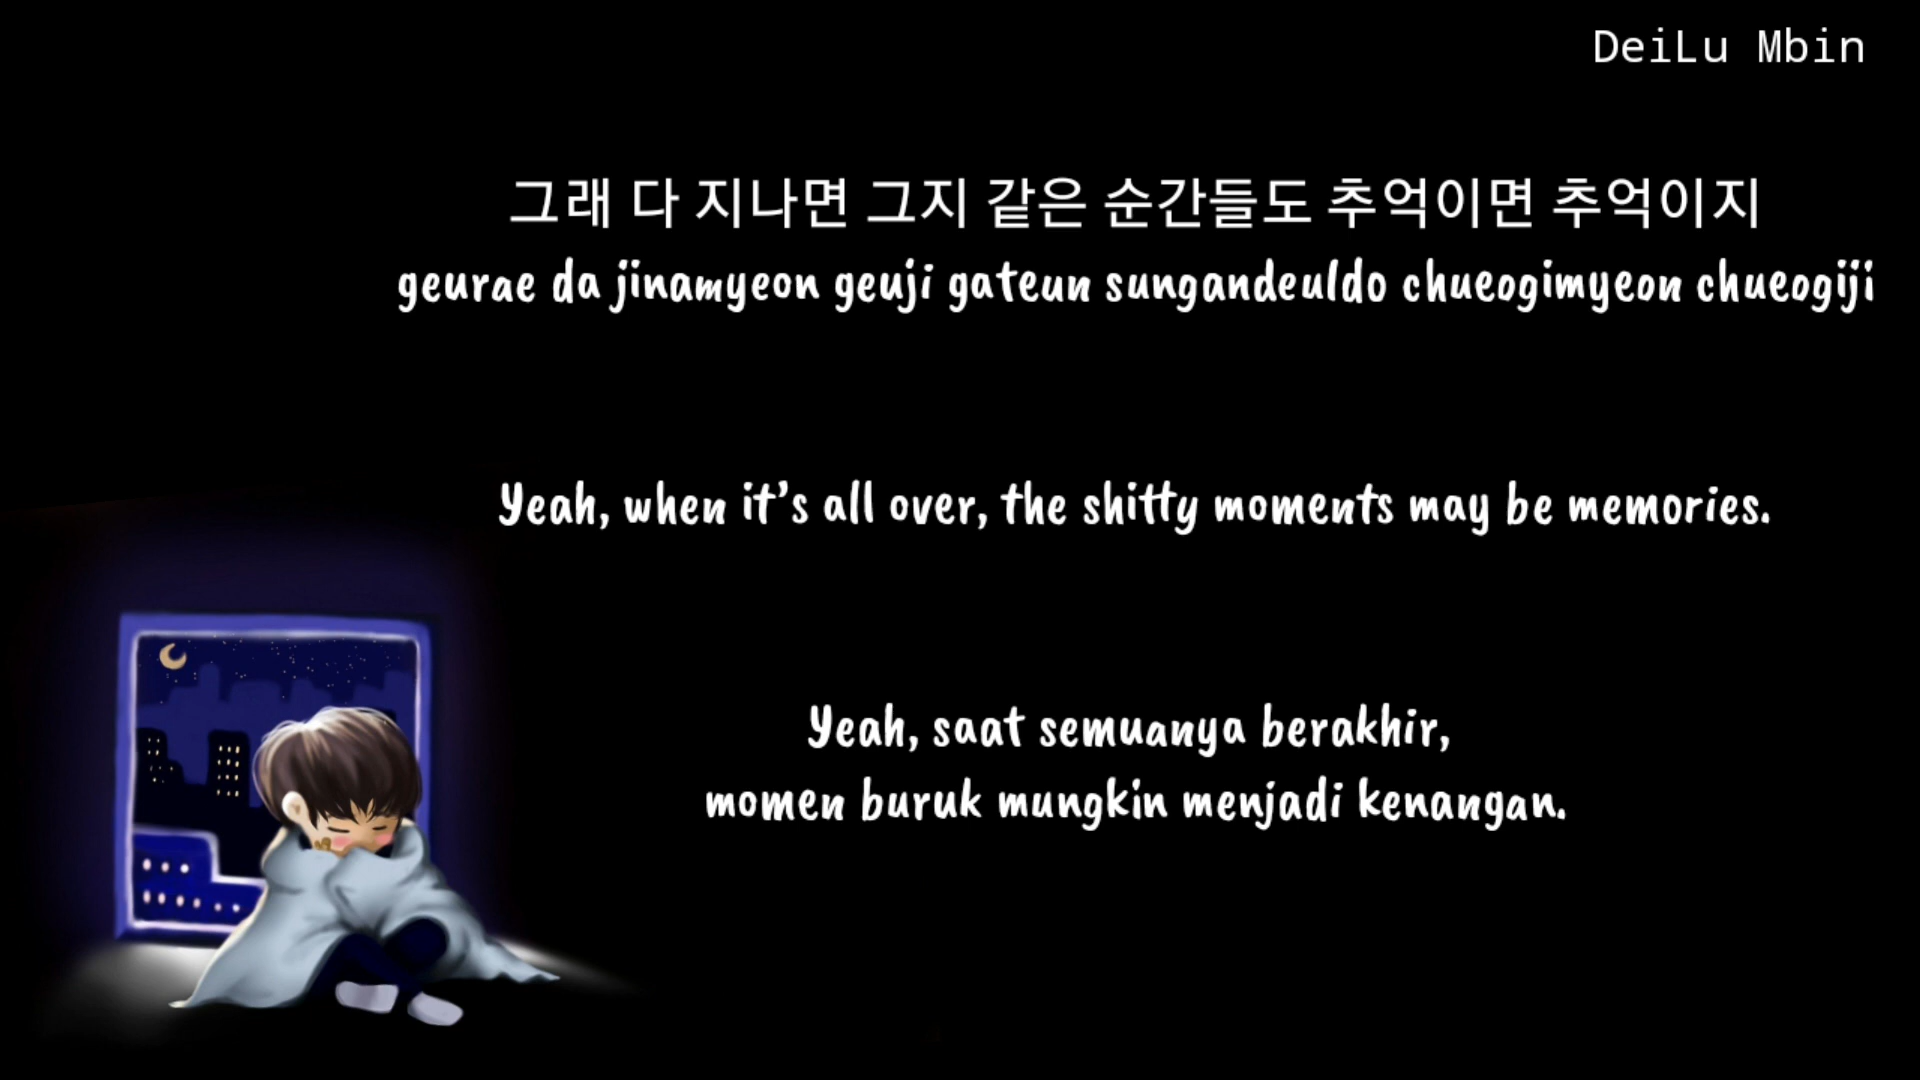 DeiLu Mbin
그래 다 지나면 그지 같은 순간들도 추억이면 추억이지
geurae da jinamyeon geuji gateun sungandeuldo chueogimyeon chueogiji
Yeah, when it's all over, the shitty moments may be memories.
Yeah, saat semuanya berakhir,
momen buruk mungkin menjadi kenangan.